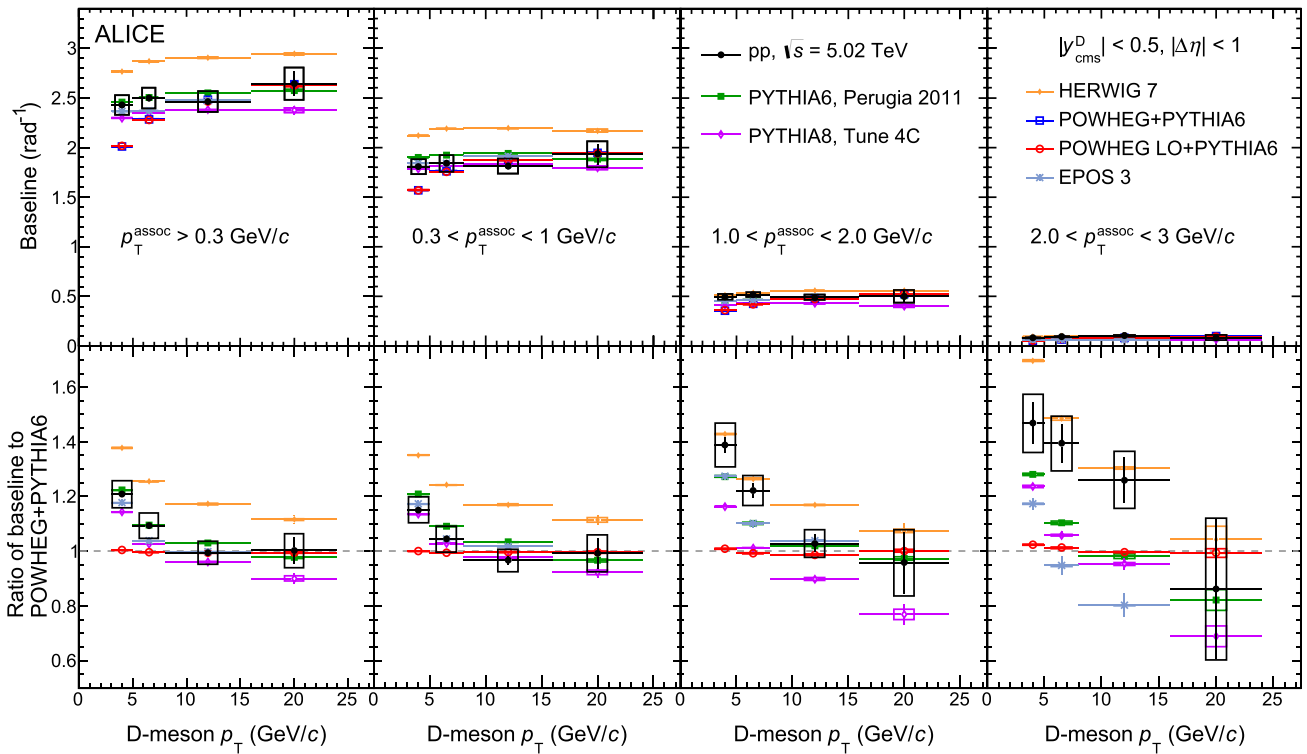 ALICE
pp, √s = 5.02 TeV
PYTHIA6, Perugia 2011
PYTHIA8, Tune 4C
|y^D_cms| < 0.5, |Δη| < 1
HERWIG 7
POWHEG+PYTHIA6
POWHEG LO+PYTHIA6
EPOS 3
Baseline (rad⁻¹)
3
2.5
2
1.5
1
0.5
0
p_T^assoc > 0.3 GeV/c
0.3 < p_T^assoc < 1 GeV/c
1.0 < p_T^assoc < 2.0 GeV/c
2.0 < p_T^assoc < 3 GeV/c
Ratio of baseline to
POWHEG+PYTHIA6
1.6
1.4
1.2
1.0
0.8
0.6
0 5 10 15 20 25 0 5 10 15 20 25 0 5 10 15 20 25 0 5 10 15 20 25
D-meson p_T (GeV/c) D-meson p_T (GeV/c) D-meson p_T (GeV/c) D-meson p_T (GeV/c)